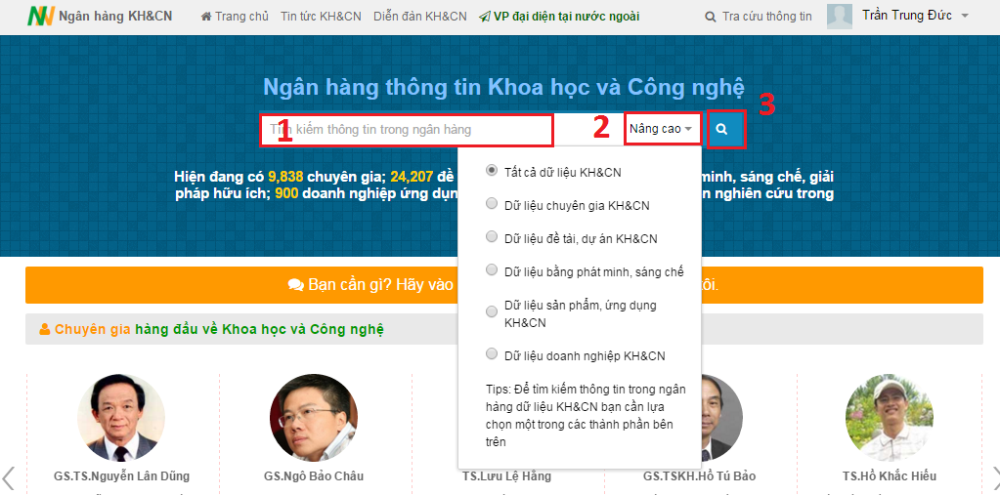 Ngân hàng KH&CN Trang chủ Tin tức KH&CN Diễn đàn KH&CN VP đại diện tại nước ngoài Tra cứu thông tin Trần Trung Đức
Ngân hàng thông tin Khoa học và Công nghệ
3
1 Tìm kiếm thông tin trong ngân hàng 2 Nâng cao
Hiện đang có 9,838 chuyên gia; 24,207 đề minh, sáng chế, giải
pháp hữu ích; 900 doanh nghiệp ứng dụn n nghiên cứu trong
Tất cả dữ liệu KH&CN
Dữ liệu chuyên gia KH&CN
Dữ liệu đề tài, dự án KH&CN
Dữ liệu bằng phát minh, sáng chế
Dữ liệu sản phẩm, ứng dụng
KH&CN
Dữ liệu doanh nghiệp KH&CN
Tips: Để tìm kiếm thông tin trong ngân
hàng dữ liệu KH&CN bạn cần lựa
chọn một trong các thành phần bên
trên
Bạn cần gì? Hãy vào tôi.
Chuyên gia hàng đầu về Khoa học và Công nghệ
GS.TS.Nguyễn Lân Dũng GS.Ngô Bảo Châu TS.Lưu Lệ Hằng GS.TSKH.Hồ Tú Bảo TS.Hồ Khắc Hiếu